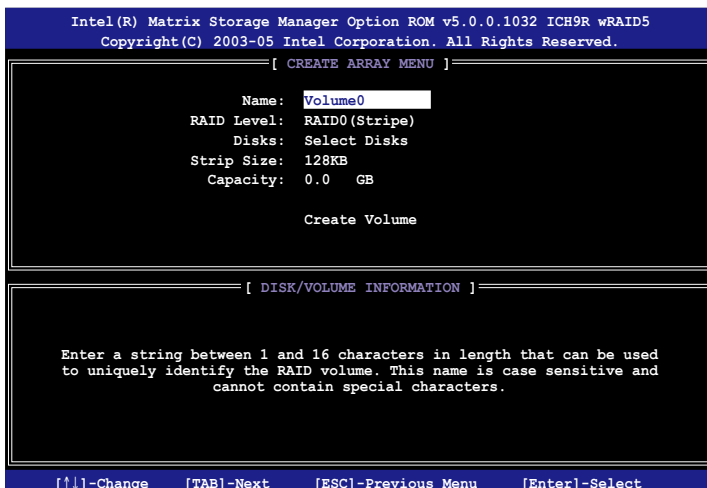 Intel(R) Matrix Storage Manager Option ROM v5.0.0.1032 ICH9R wRAID5
Copyright(C) 2003-05 Intel Corporation. All Rights Reserved.
[ CREATE ARRAY MENU ]
Name: Volume0
RAID Level: RAID0(Stripe)
Disks: Select Disks
Strip Size: 128KB
Capacity: 0.0 GB
Create Volume
[ DISK/VOLUME INFORMATION ]
Enter a string between 1 and 16 characters in length that can be used
to uniquely identify the RAID volume. This name is case sensitive and
cannot contain special characters.
[↑↓]-Change [TAB]-Next [ESC]-Previous Menu [Enter]-Select